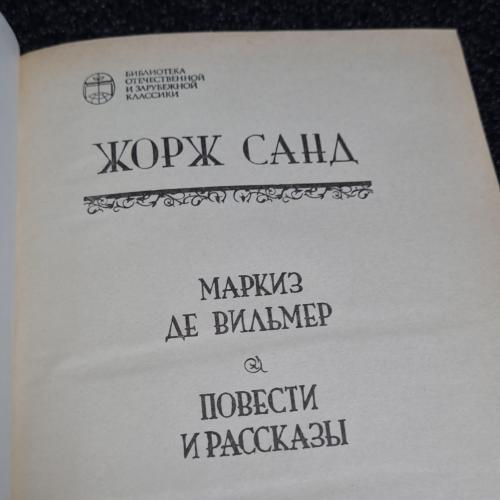 БИБЛИОТЕКА
ОТЕЧЕСТВЕННОЙ
И ЗАРУБЕЖНОЙ
КЛАССИКИ
ЖОРЖ САНД
МАРКИЗ
ДЕ ВИЛЬМЕР
ПОВЕСТИ
И РАССКАЗЫ